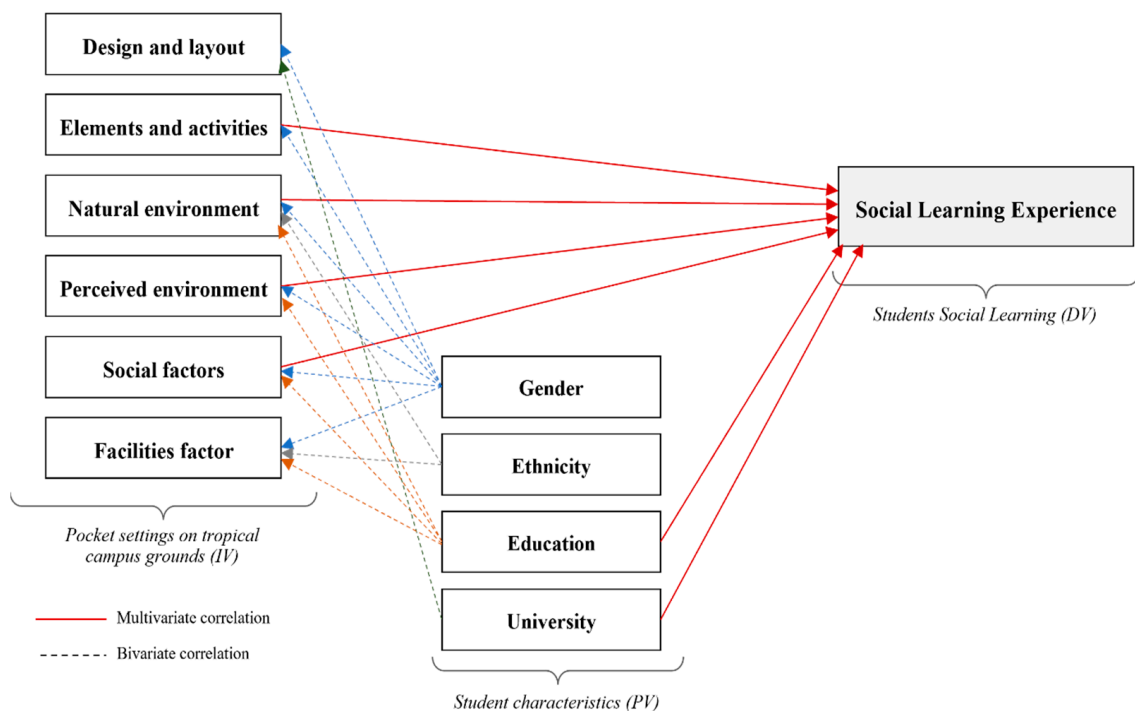 Design and layout
Elements and activities
Natural environment
Perceived environment
Social factors
Facilities factor
Pocket settings on tropical
campus grounds (IV)
Multivariate correlation
Bivariate correlation
Gender
Ethnicity
Education
University
Student characteristics (PV)
Social Learning Experience
Students Social Learning (DV)